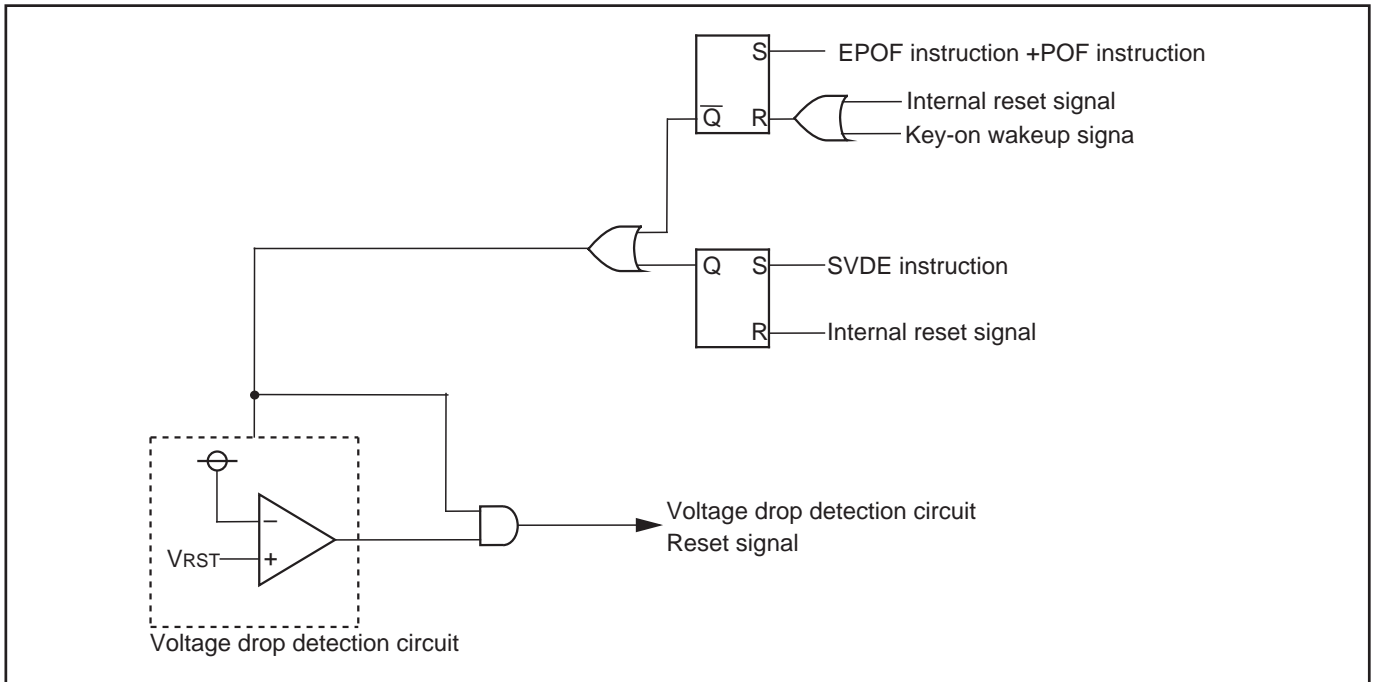 S EPOF instruction +POF instruction
Internal reset signal
Q R
Key-on wakeup signa
Q S SVDE instruction
R Internal reset signal
−
Voltage drop detection circuit
Reset signal
VRST +
Voltage drop detection circuit